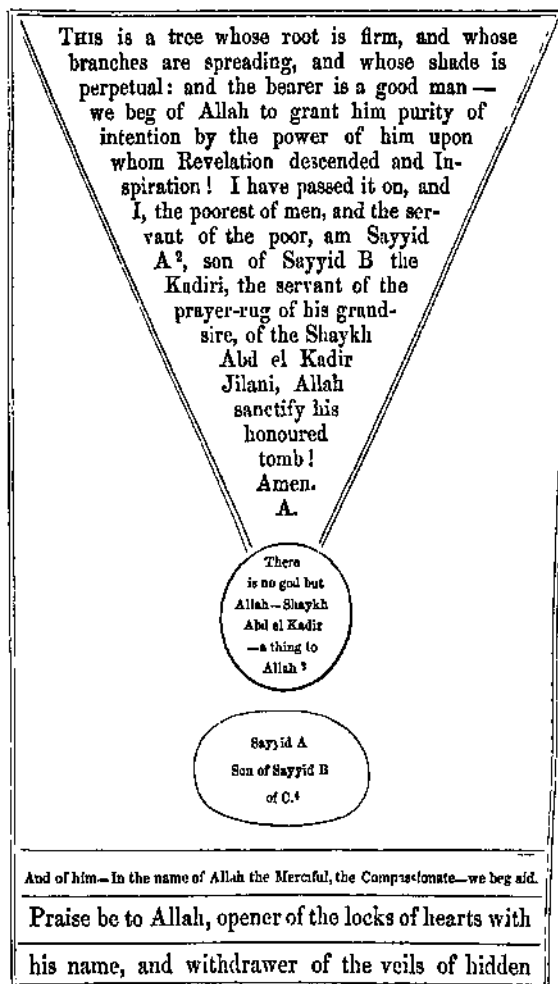 THIS is a tree whose root is firm, and whose
branches are spreading, and whose shade is
perpetual: and the bearer is a good man —
we beg of Allah to grant him purity of
intention by the power of him upon
whom Revelation descended and In-
spiration! I have passed it on, and
I, the poorest of men, and the ser-
vant of the poor, am Sayyid
A², son of Sayyid B the
Kadiri, the servant of the
prayer-rug of his grand-
sire, of the Shaykh
Abd el Kadir
Jilani, Allah
sanctify his
honoured
tomb!
Amen.
A.
There
is no god but
Allah—Shaykh
Abd el Kadir
—a thing to
Allah ³
Sayyid A
Son of Sayyid B
of C.⁴
And of him—In the name of Allah the Merciful, the Compassionate—we beg aid.
Praise be to Allah, opener of the locks of hearts with
his name, and withdrawer of the veils of hidden